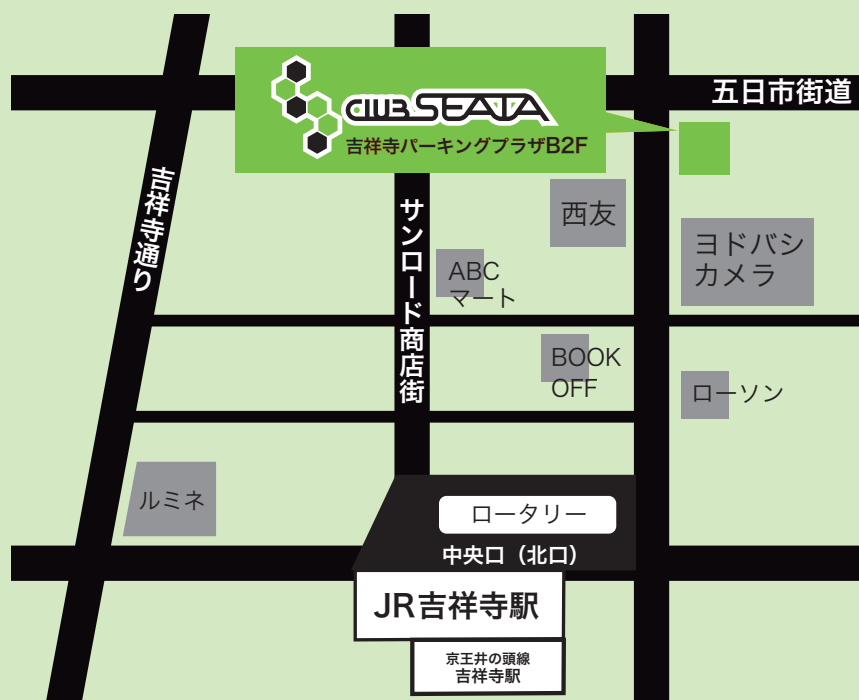 五日市街道
CLUB SEATA
吉祥寺パーキングプラザB2F
吉祥寺通り
サンロード商店街
西友
ヨドバシ
カメラ
ABC
マート
BOOK
OFF
ローソン
ルミネ
ロータリー
中央口（北口）
JR吉祥寺駅
京王井の頭線
吉祥寺駅